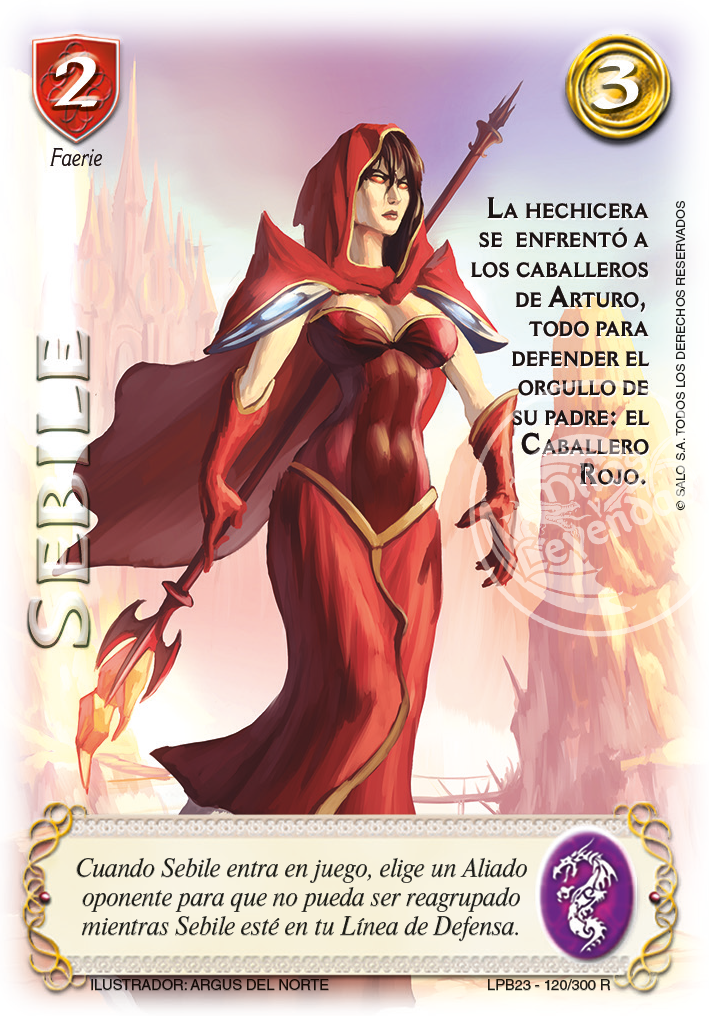 2
3
Faerie
La hechicera
se enfrentó a
los caballeros
de Arturo,
todo para
defender el
orgullo de
su padre: el
Caballero
Rojo.
© SALO S.A. TODOS LOS DERECHOS RESERVADOS
Sebile
Cuando Sebile entra en juego, elige un Aliado
oponente para que no pueda ser reagrupado
mientras Sebile esté en tu Línea de Defensa.
ILUSTRADOR: ARGUS DEL NORTE
LPB23 - 120/300 R